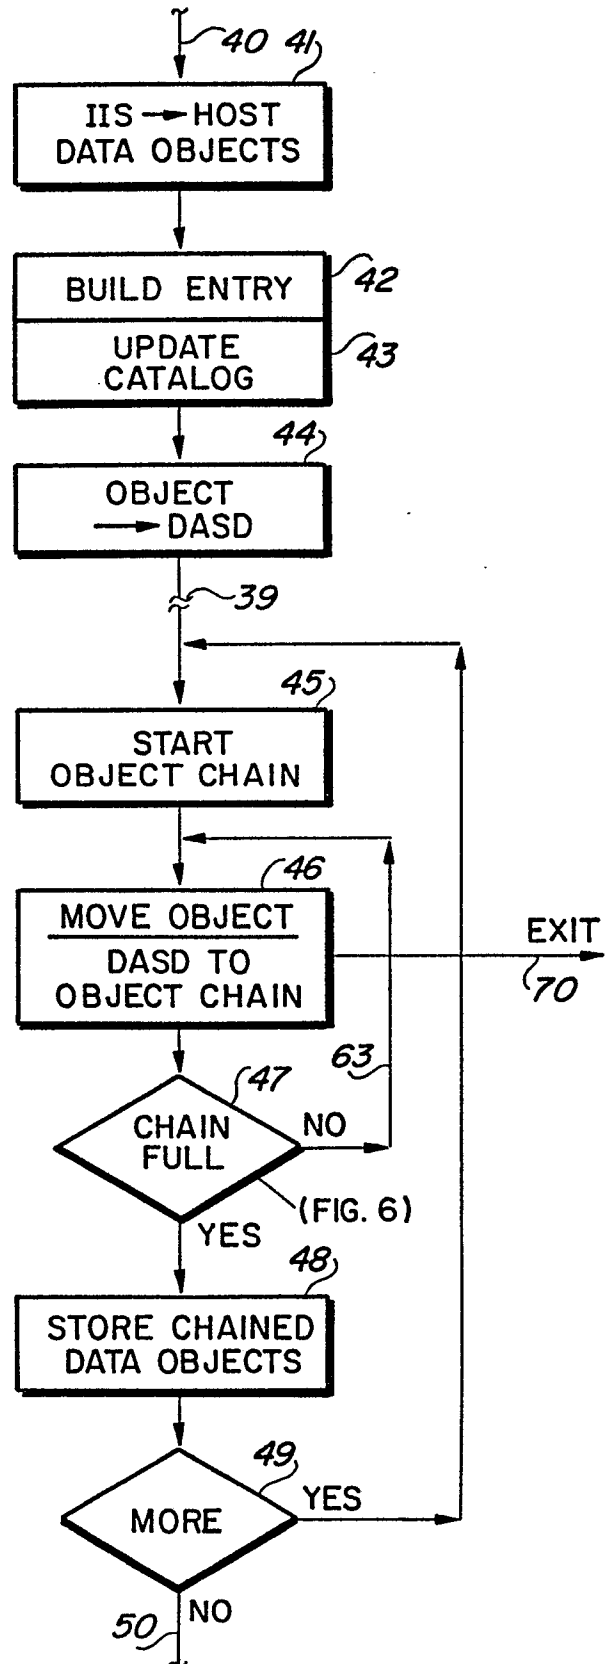 40 41
IIS → HOST
DATA OBJECTS
BUILD ENTRY 42
UPDATE
CATALOG 43
44
OBJECT
→ DASD
39
45
START
OBJECT CHAIN
46
MOVE OBJECT
DASD TO
OBJECT CHAIN
EXIT
70
63
47
CHAIN
FULL
NO
(FIG. 6)
YES
48
STORE CHAINED
DATA OBJECTS
49
MORE
YES
NO
50